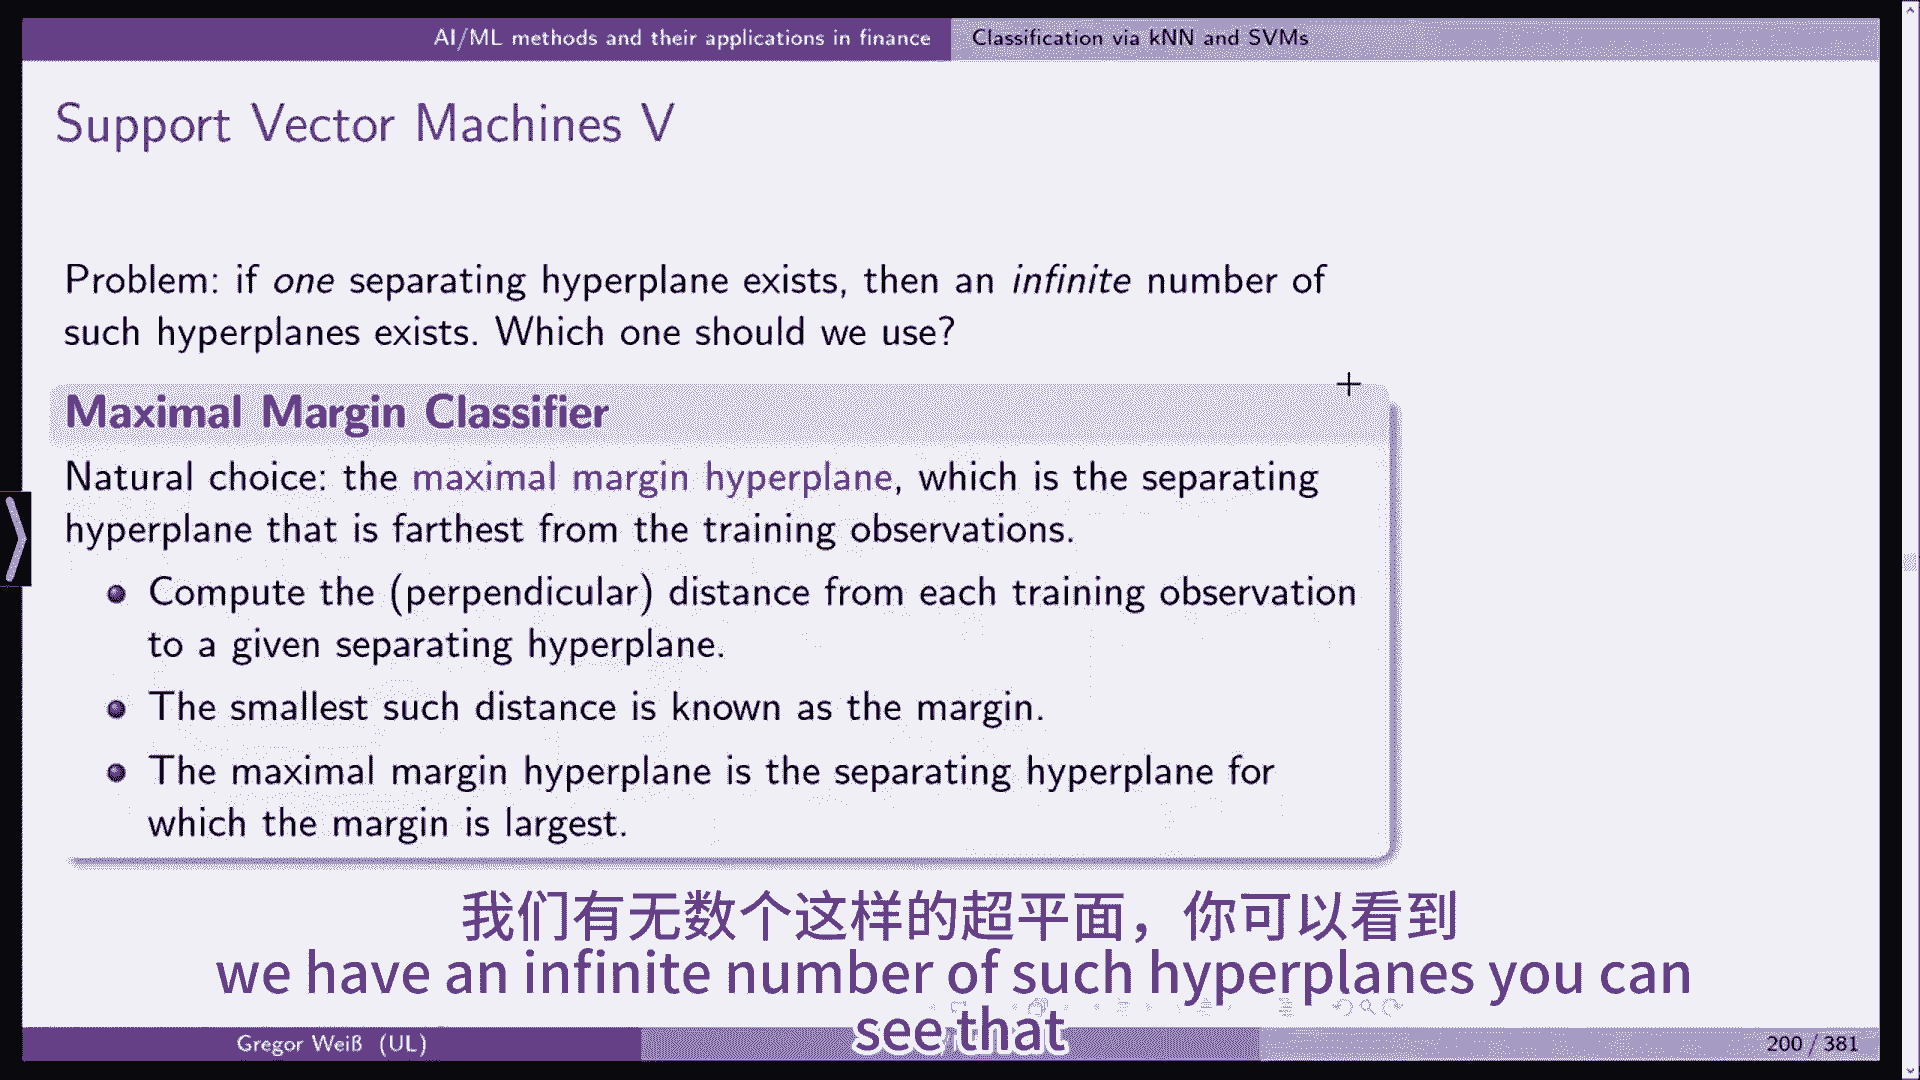 AI/ML methods and their applications in finance
Classification via kNN and SVMs
Support Vector Machines V
Problem: if one separating hyperplane exists, then an infinite number of
such hyperplanes exists. Which one should we use?
Maximal Margin Classifier
Natural choice: the maximal margin hyperplane, which is the separating
hyperplane that is farthest from the training observations.
Compute the (perpendicular) distance from each training observation
to a given separating hyperplane.
The smallest such distance is known as the margin.
The maximal margin hyperplane is the separating hyperplane for
which the margin is largest.
我们有无数个这样的超平面，你可以看到
we have an infinite number of such hyperplanes you can
see that
Gregor Weiß (UL)
200 / 381